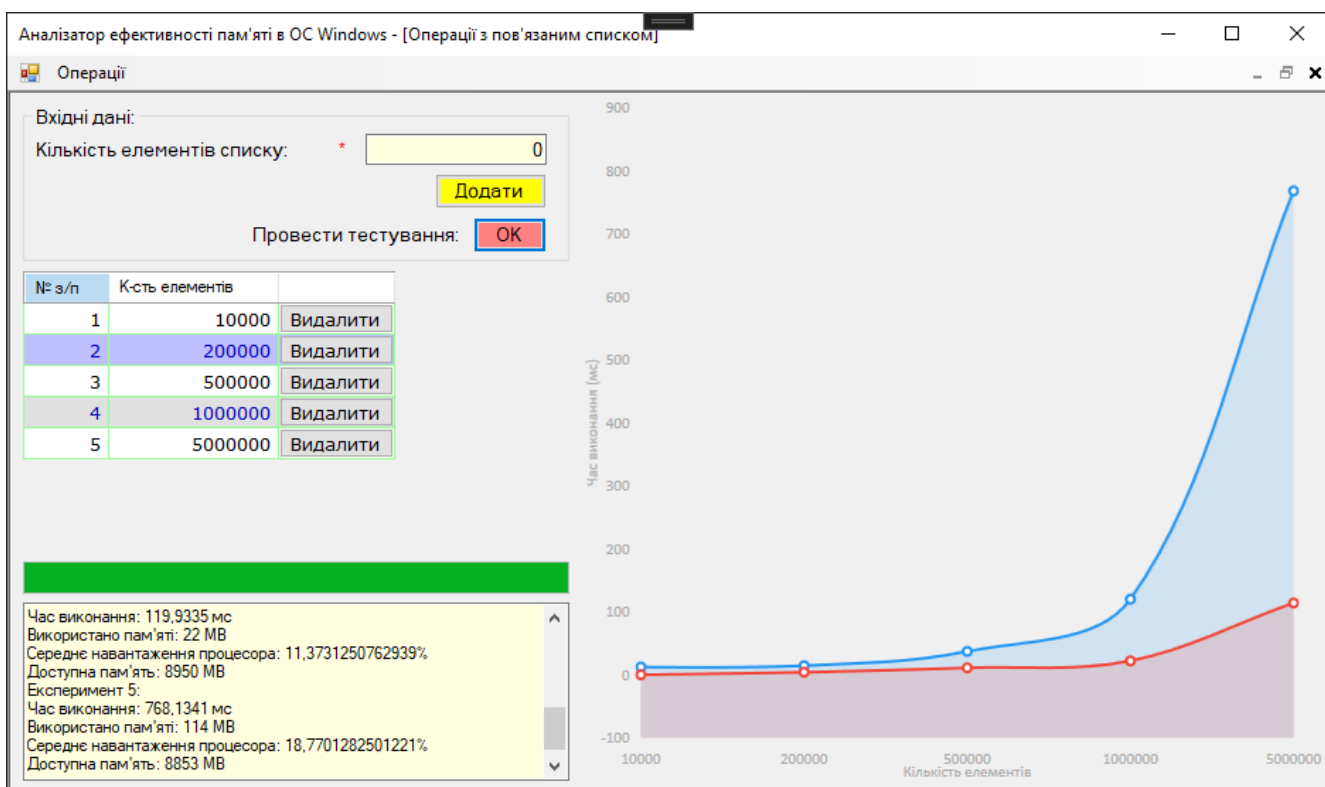 Аналізатор ефективності пам'яті в ОС Windows - [Операції з пов'язаним списком]
Операції
Вхідні дані:
Кількість елементів списку: * 0
Додати
Провести тестування: OK
№ з/п К-сть елементів
1 10000 Видалити
2 200000 Видалити
3 500000 Видалити
4 1000000 Видалити
5 5000000 Видалити
Час виконання: 119,9335 мс
Використано пам'яті: 22 MB
Середнє навантаження процесора: 11,3731250762939%
Доступна пам'ять: 8950 MB
Експеримент 5:
Час виконання: 768,1341 мс
Використано пам'яті: 114 MB
Середнє навантаження процесора: 18,7701282501221%
Доступна пам'ять: 8853 MB
900
800
700
600
500
400
300
200
100
0
-100
Час виконання (мс)
10000 200000 500000 1000000 5000000
Кількість елементів